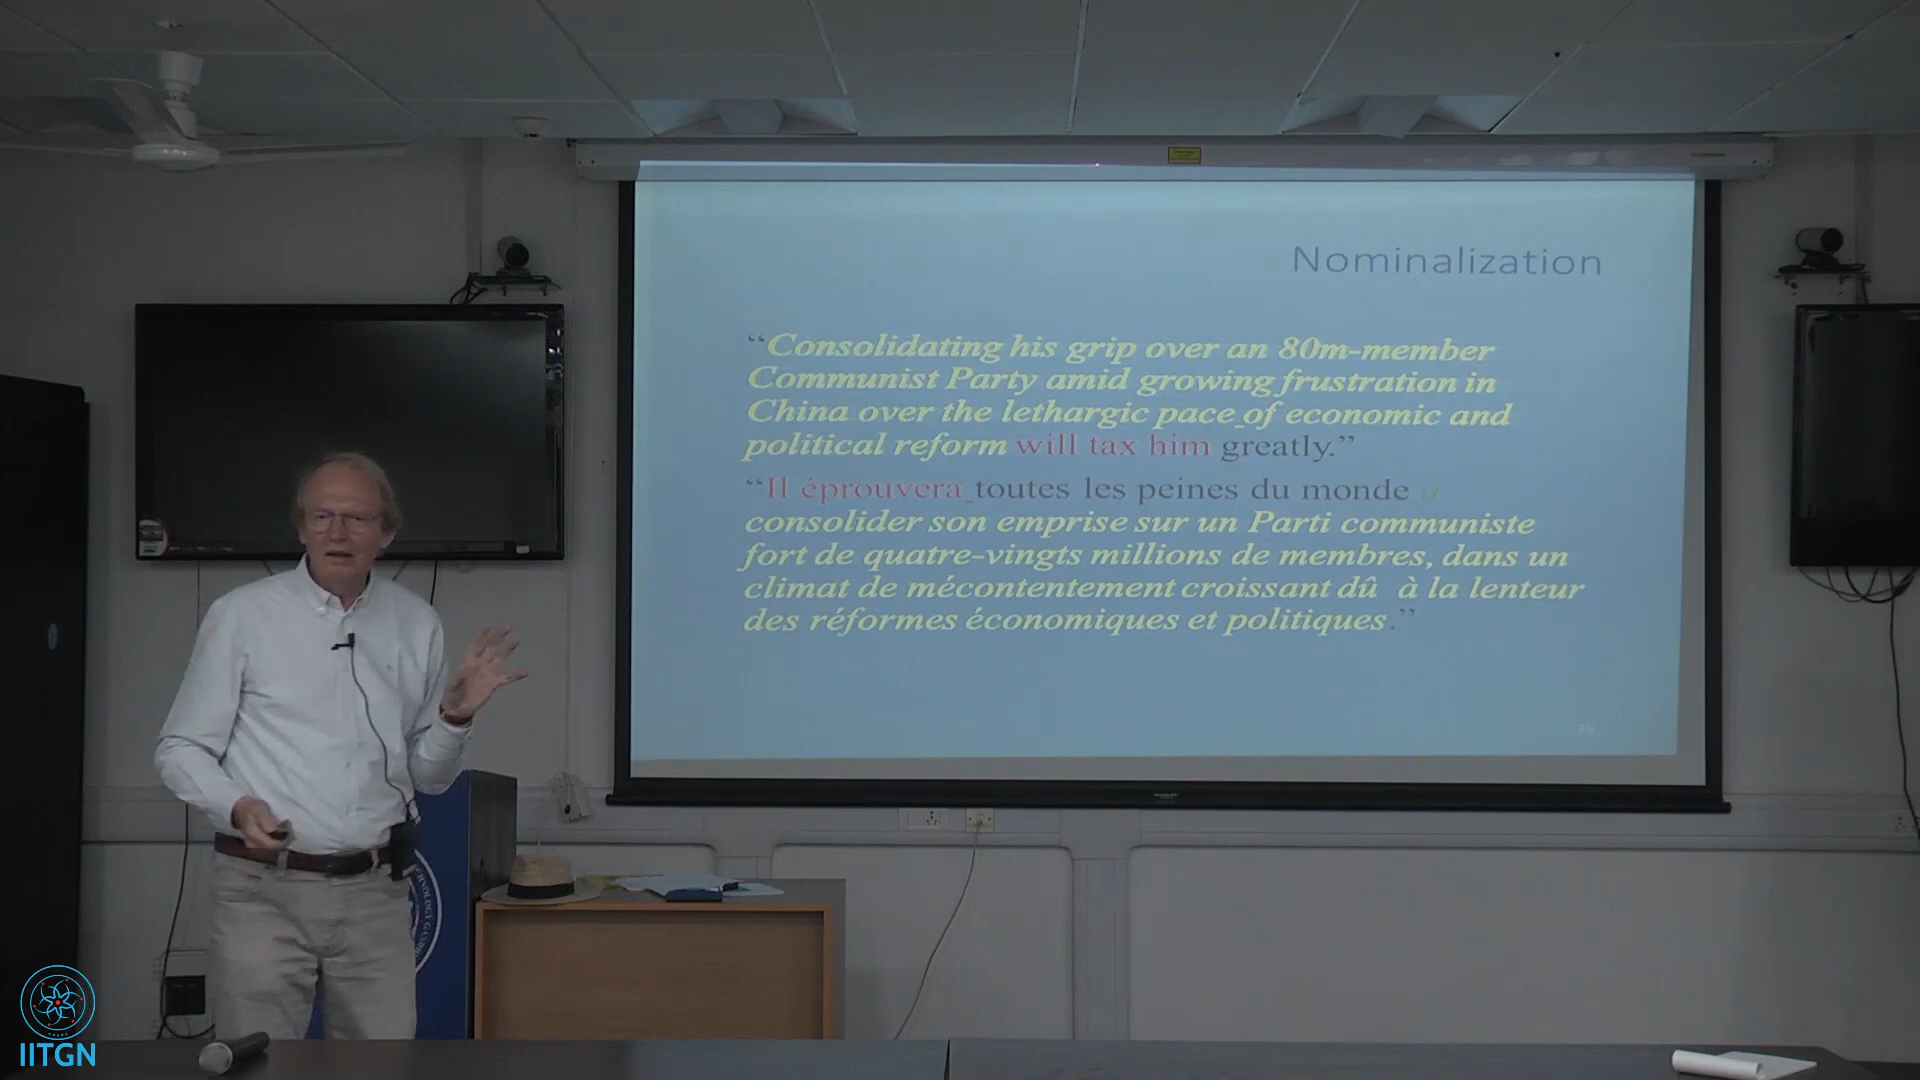 Nominalization
“Consolidating his grip over an 80m-member
Communist Party amid growing frustration in
China over the lethargic pace of economic and
political reform will tax him greatly.”
“Il éprouvera toutes les peines du monde à
consolider son emprise sur un Parti communiste
fort de quatre-vingts millions de membres, dans un
climat de mécontentement croissant dû à la lenteur
des réformes économiques et politiques.”
IITGN